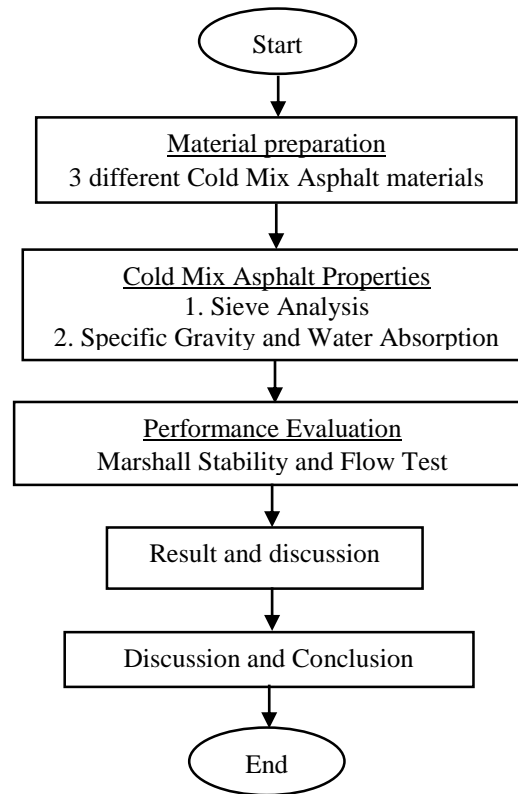 Start
Material preparation
3 different Cold Mix Asphalt materials
Cold Mix Asphalt Properties
1. Sieve Analysis
2. Specific Gravity and Water Absorption
Performance Evaluation
Marshall Stability and Flow Test
Result and discussion
Discussion and Conclusion
End